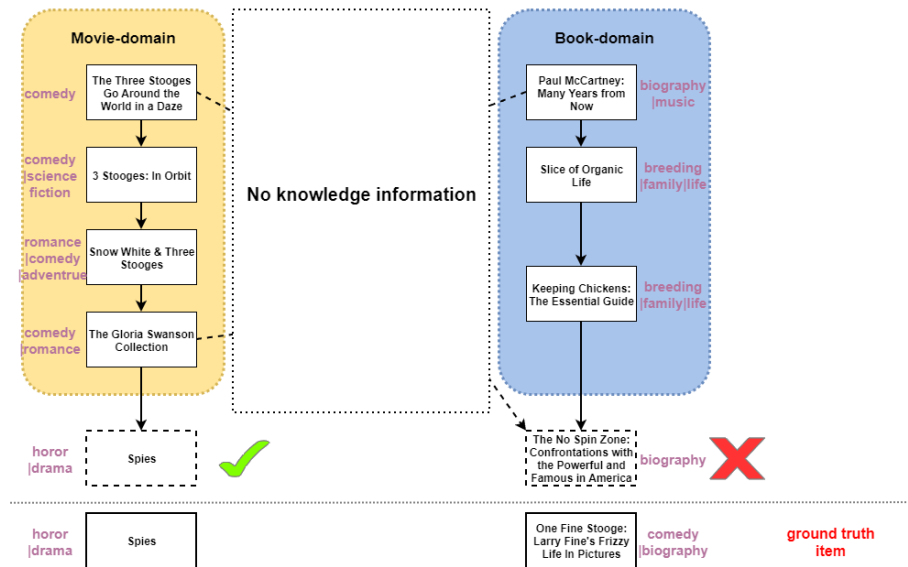 Movie-domain
Book-domain
comedy
The Three Stooges
Go Around the
World in a Daze
Paul McCartney:
Many Years from
Now
biography
|music
comedy
|science
fiction
3 Stooges: In Orbit
No knowledge information
Slice of Organic
Life
breeding
|family|life
romance
|comedy
|adventrue
Snow White & Three
Stooges
Keeping Chickens:
The Essential Guide
breeding
|family|life
comedy
|romance
The Gloria Swanson
Collection
horor
|drama
Spies
The No Spin Zone:
Confrontations with
the Powerful and
Famous in America
biography
horor
|drama
Spies
One Fine Stooge:
Larry Fine's Frizzy
Life In Pictures
comedy
|biography
ground truth
item